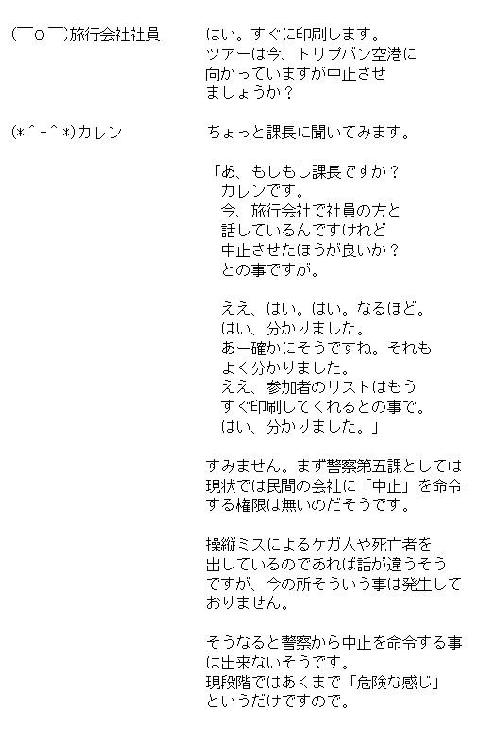 (￣○￣)旅行会社社員　はい。すぐに印刷します。
ツアーは今、トリプバン空港に
向かっていますが中止させ
ましょうか？
(*＾-＾*)カレン　ちょっと課長に聞いてみます。
「あ、もしもし課長ですか？
カレンです。
今、旅行会社で社員の方と
話しているんですけれど
中止させたほうが良いか？
との事ですが。
ええ、はい。はい。なるほど。
はい、分かりました。
あー確かにそうですね。それも
よく分かりました。
ええ、参加者のリストはもう
すぐ印刷してくれるとの事で。
はい、分かりました。」
すみません。まず警察第五課としては
現状では民間の会社に「中止」を命令
する権限は無いのだそうです。
操縦ミスによるケガ人や死亡者を
出しているのであれば話が違うそう
ですが、今の所そういう事は発生して
おりません。
そうなると警察から中止を命令する事
は出来ないそうです。
現段階ではあくまで「危険な感じ」
というだけですので。